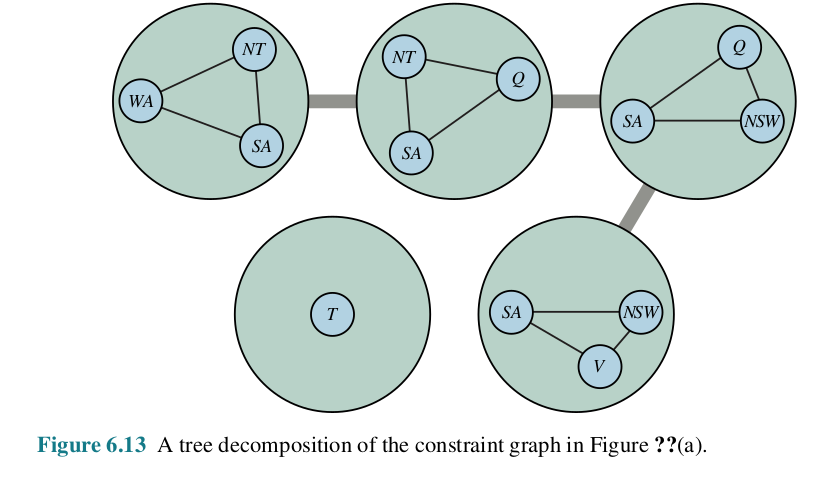 NT
WA
SA
NT
Q
SA
Q
SA
NSW
T
SA
NSW
V
Figure 6.13 A tree decomposition of the constraint graph in Figure ??(a).